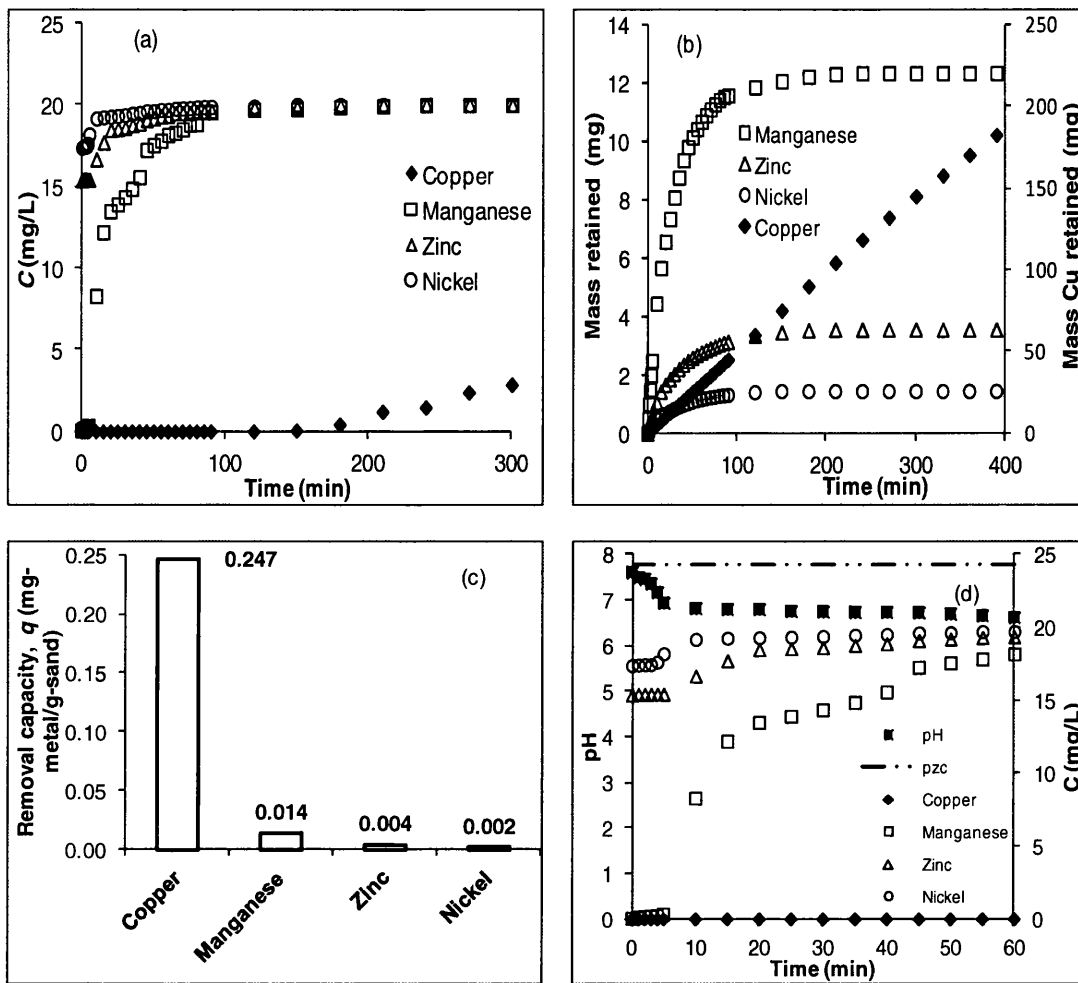 (a)
C (mg/L)
25
20
15
10
5
0
0
100
200
300
Time (min)
Copper
Manganese
Zinc
Nickel
(b)
Mass retained (mg)
14
12
10
8
6
4
2
0
0
100
200
300
400
Time (min)
250
200
150
100
50
0
Mass Cu retained (mg)
Manganese
Zinc
Nickel
Copper
(c)
Removal capacity, q (mg-
metal/g-sand)
0.25
0.20
0.15
0.10
0.05
0.00
0.247
0.014
0.004
0.002
Copper
Manganese
Zinc
Nickel
(d)
pH
8
7
6
5
4
3
2
1
0
0
10
20
30
40
50
60
Time (min)
25
20
15
10
5
0
C (mg/L)
pH
pzc
Copper
Manganese
Zinc
Nickel